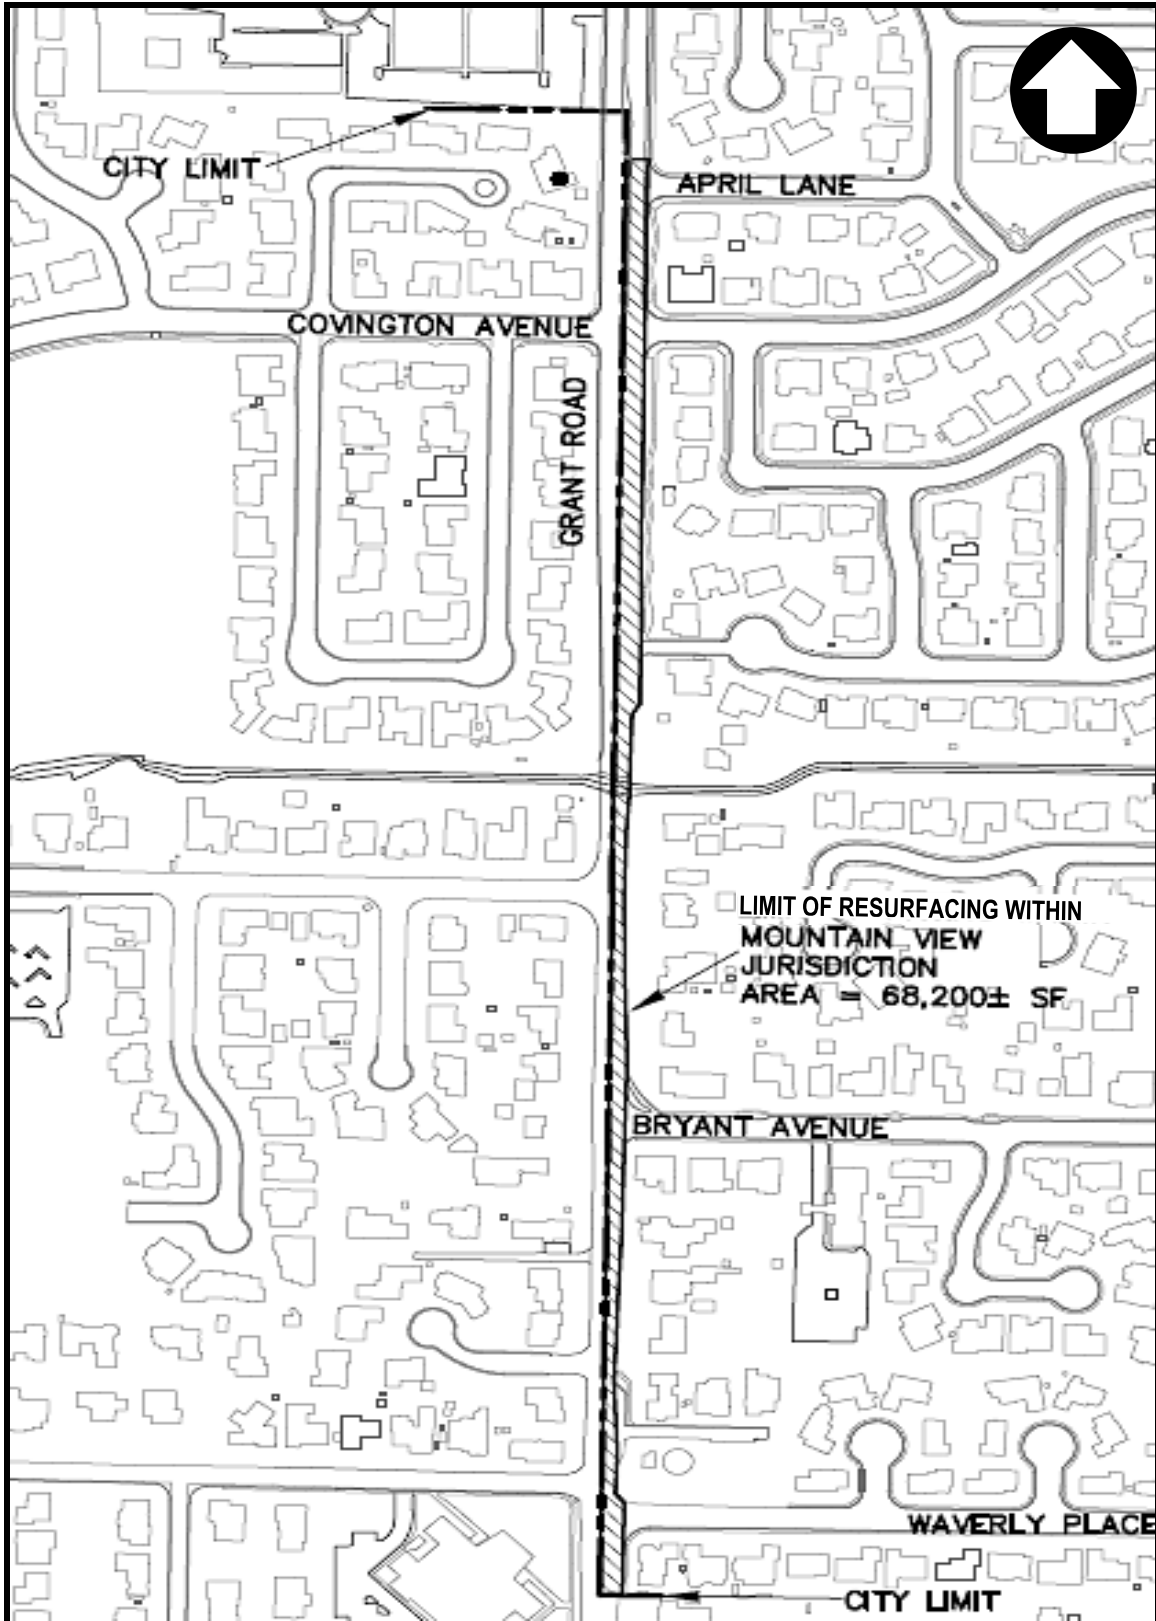 CITY LIMIT
APRIL LANE
COVINGTON AVENUE
GRANT ROAD
LIMIT OF RESURFACING WITHIN
MOUNTAIN VIEW
JURISDICTION
AREA = 68,200± SF
BRYANT AVENUE
WAVERLY PLACE
CITY LIMIT